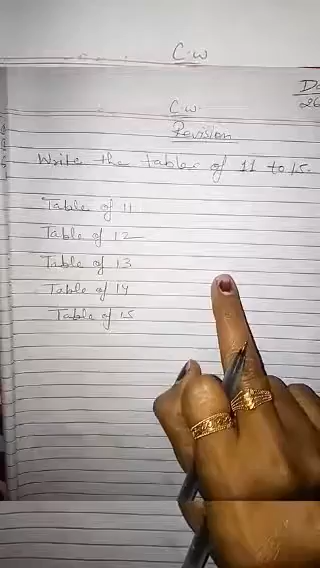 C.W
C.W.
Revision
Write the tables of 11 to 15.
Table of 11
Table of 12
Table of 13
Table of 14
Table of 15